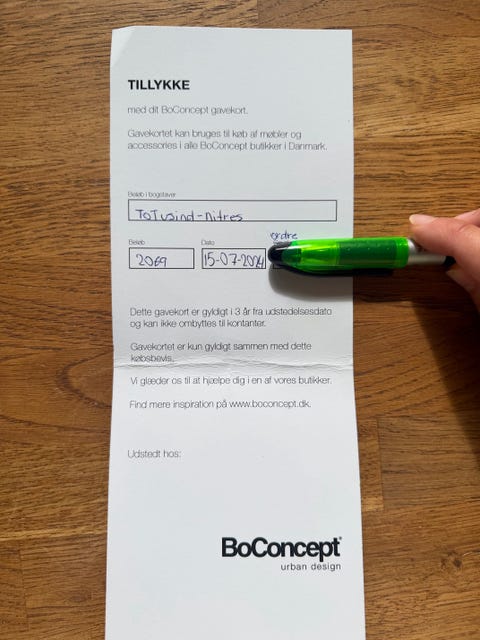 TILLYKKE
med dit BoConcept gavekort.
Gavekortet kan bruges til køb af møbler og
accessories i alle BoConcept butikker i Danmark.
Beløb i bogstaver
ToTusind-nitres
Beløb
Dato
ordre
2069
15-07-2024
Dette gavekort er gyldigt i 3 år fra udstedelsesdato
og kan ikke ombyttes til kontanter.
Gavekortet er kun gyldigt sammen med dette
købsbevis.
Vi glæder os til at hjælpe dig i en af vores butikker.
Find mere inspiration på www.boconcept.dk.
Udstedt hos:
BoConcept®
urban design